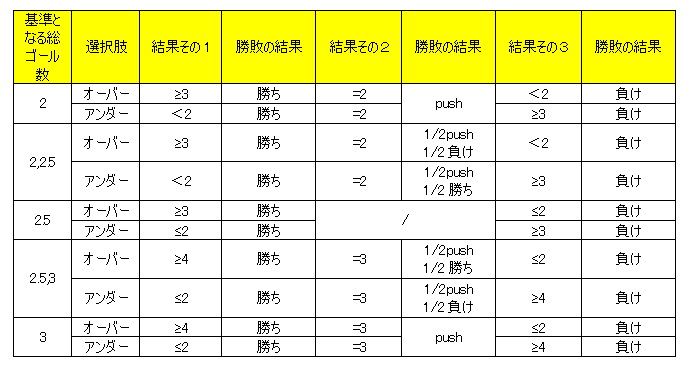 基準と
なる総
ゴール
数
選択肢
結果その１
勝敗の結果
結果その２
勝敗の結果
結果その３
勝敗の結果
2
オーバー
≥3
勝ち
=2
push
＜2
負け
アンダー
＜2
勝ち
=2
≥3
負け
2,2.5
オーバー
≥3
勝ち
=2
1/2push
1/2 負け
＜2
負け
アンダー
＜2
勝ち
=2
1/2push
1/2 勝ち
≥3
負け
2.5
オーバー
≥3
勝ち
/
≤2
負け
アンダー
≤2
勝ち
≥3
負け
2.5,3
オーバー
≥4
勝ち
=3
1/2push
1/2 勝ち
≤2
負け
アンダー
≤2
勝ち
=3
1/2push
1/2 負け
≥4
負け
3
オーバー
≥4
勝ち
=3
push
≤2
負け
アンダー
≤2
勝ち
=3
≥4
負け